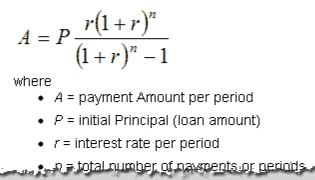 A = P r(1+r)^n / (1+r)^n − 1
where
• A = payment Amount per period
• P = initial Principal (loan amount)
• r = interest rate per period
• n = total number of payments or periods